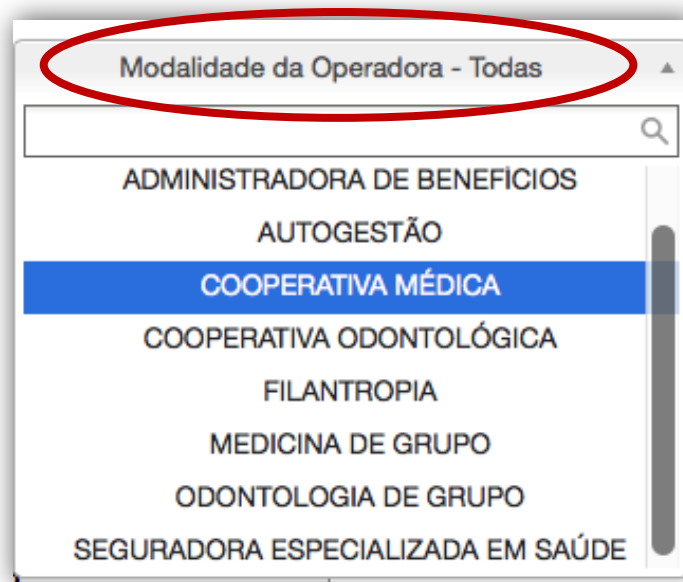 Modalidade da Operadora - Todas
ADMINISTRADORA DE BENEFÍCIOS
AUTOGESTÃO
COOPERATIVA MÉDICA
COOPERATIVA ODONTOLÓGICA
FILANTROPIA
MEDICINA DE GRUPO
ODONTOLOGIA DE GRUPO
SEGURADORA ESPECIALIZADA EM SAÚDE